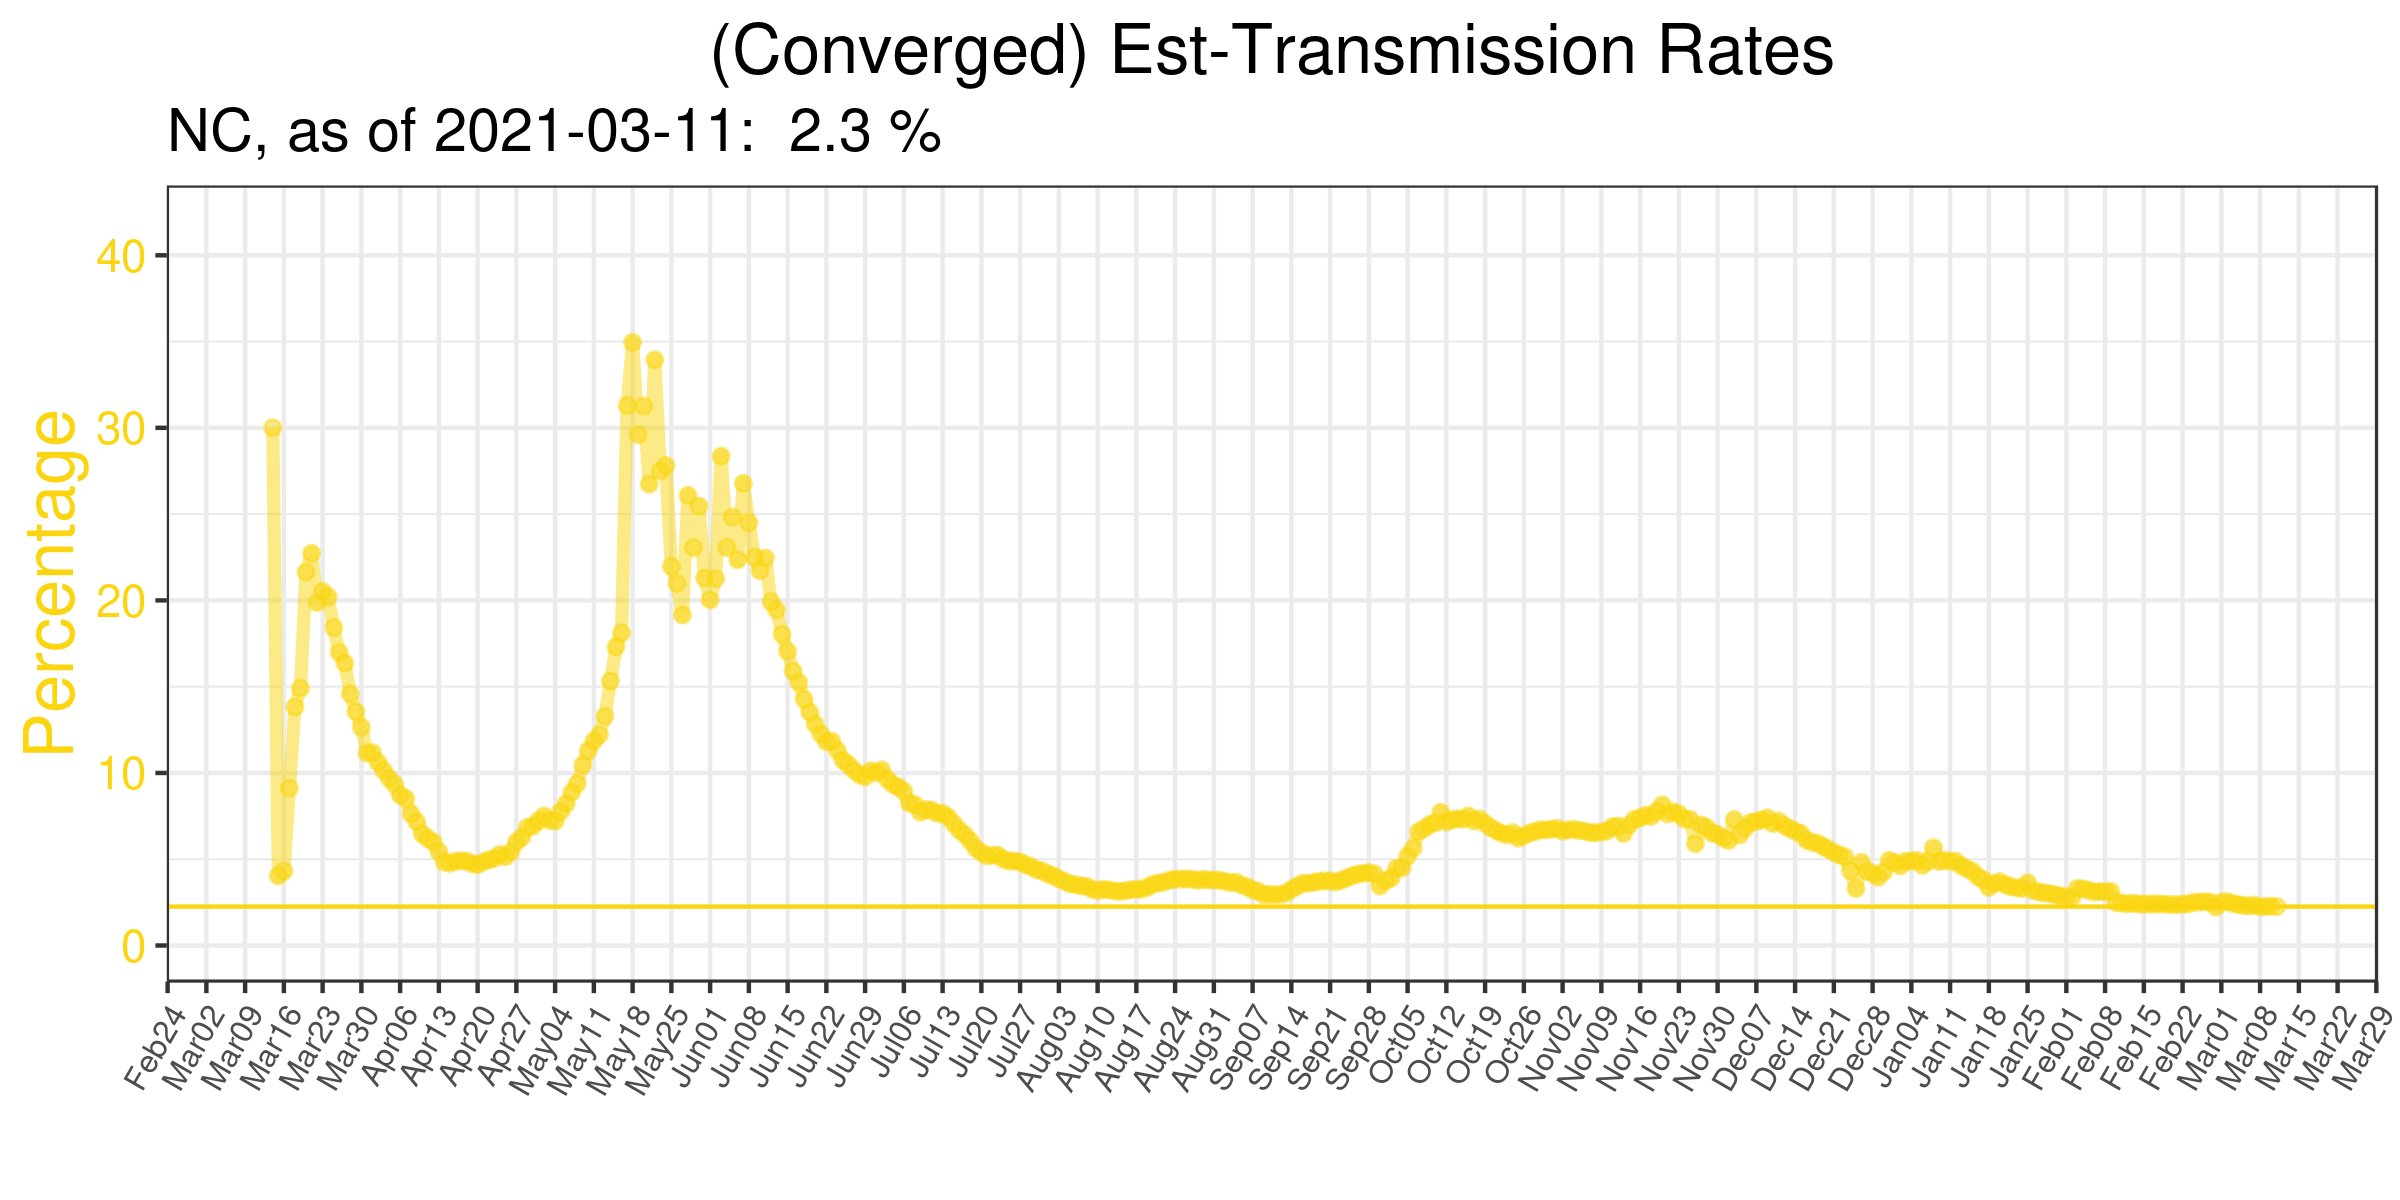 (Converged) Est-Transmission Rates
NC, as of 2021-03-11:  2.3 %
Percentage
40
30
20
10
0
Feb24
Mar02
Mar09
Mar16
Mar23
Mar30
Apr06
Apr13
Apr20
Apr27
May04
May11
May18
May25
Jun01
Jun08
Jun15
Jun22
Jun29
Jul06
Jul13
Jul20
Jul27
Aug03
Aug10
Aug17
Aug24
Aug31
Sep07
Sep14
Sep21
Sep28
Oct05
Oct12
Oct19
Oct26
Nov02
Nov09
Nov16
Nov23
Nov30
Dec07
Dec14
Dec21
Dec28
Jan04
Jan11
Jan18
Jan25
Feb01
Feb08
Feb15
Feb22
Mar01
Mar08
Mar15
Mar22
Mar29